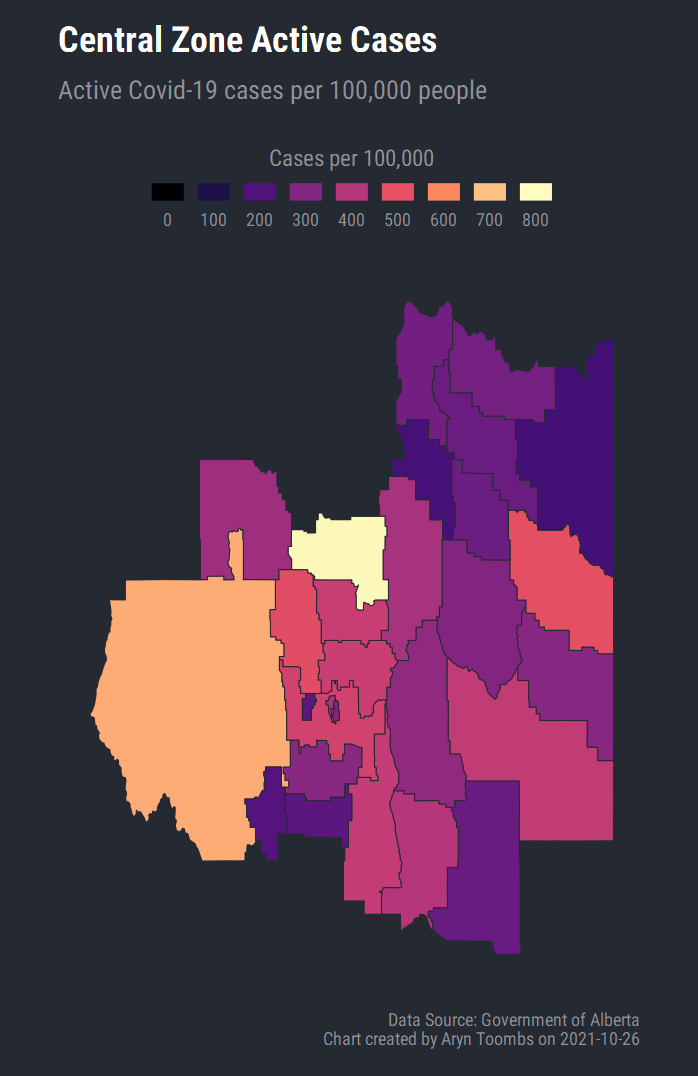 Central Zone Active Cases
Active Covid-19 cases per 100,000 people
Cases per 100,000
0 100 200 300 400 500 600 700 800
Data Source: Government of Alberta
Chart created by Aryn Toombs on 2021-10-26